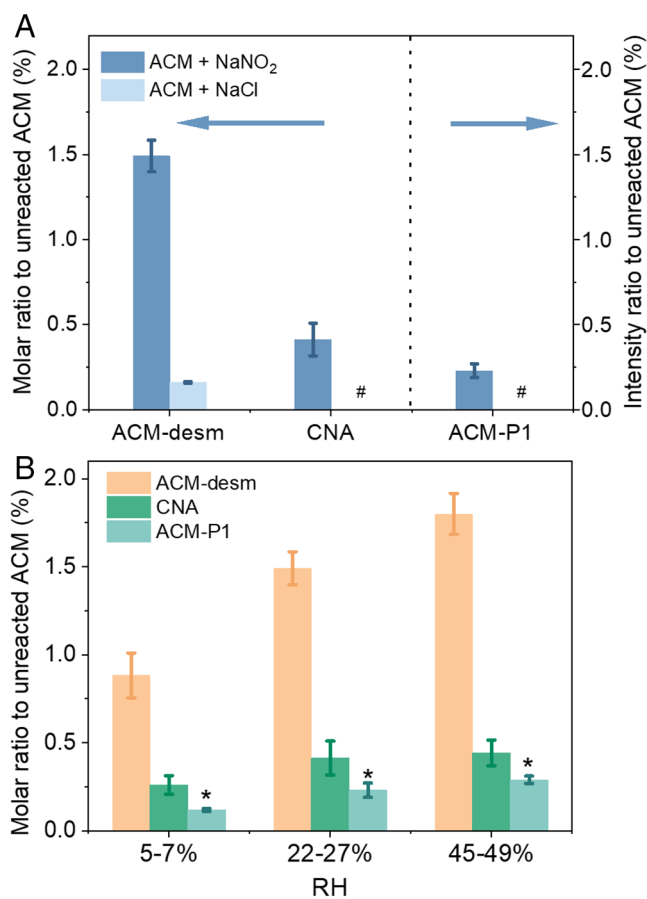 A
Molar ratio to unreacted ACM (%)
Intensity ratio to unreacted ACM (%)
2.0
1.5
1.0
0.5
0.0
2.0
1.5
1.0
0.5
0.0
ACM + NaNO₂
ACM + NaCl
#
#
ACM-desm CNA ACM-P1
B
Molar ratio to unreacted ACM (%)
2.0
1.5
1.0
0.5
0.0
ACM-desm
CNA
ACM-P1
*
*
*
5-7% 22-27% 45-49%
RH